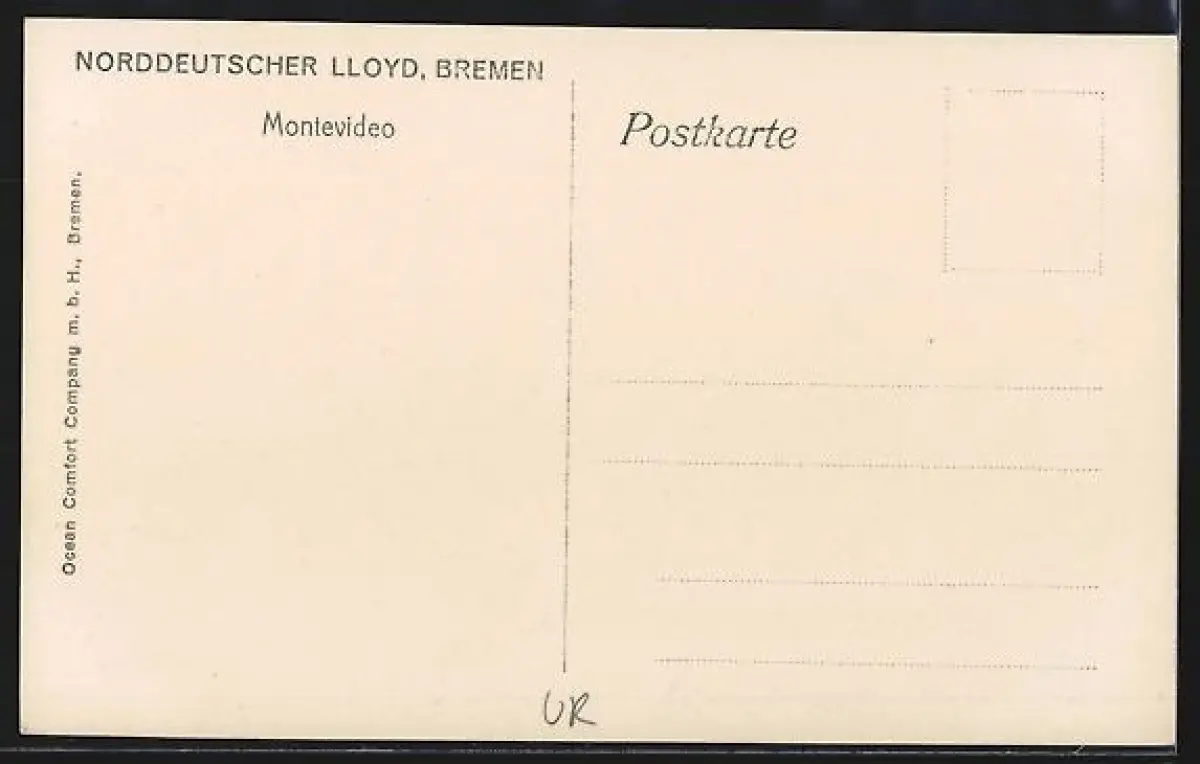 NORDDEUTSCHER LLOYD, BREMEN
Montevideo
Postkarte
Ocean Comfort Company m. b. H., Bremen.
UR